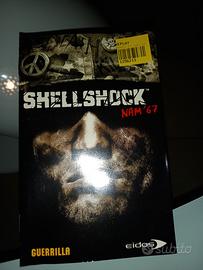 SHELLSHOCK
NAM '67
GUERRILLA
eidos
subito